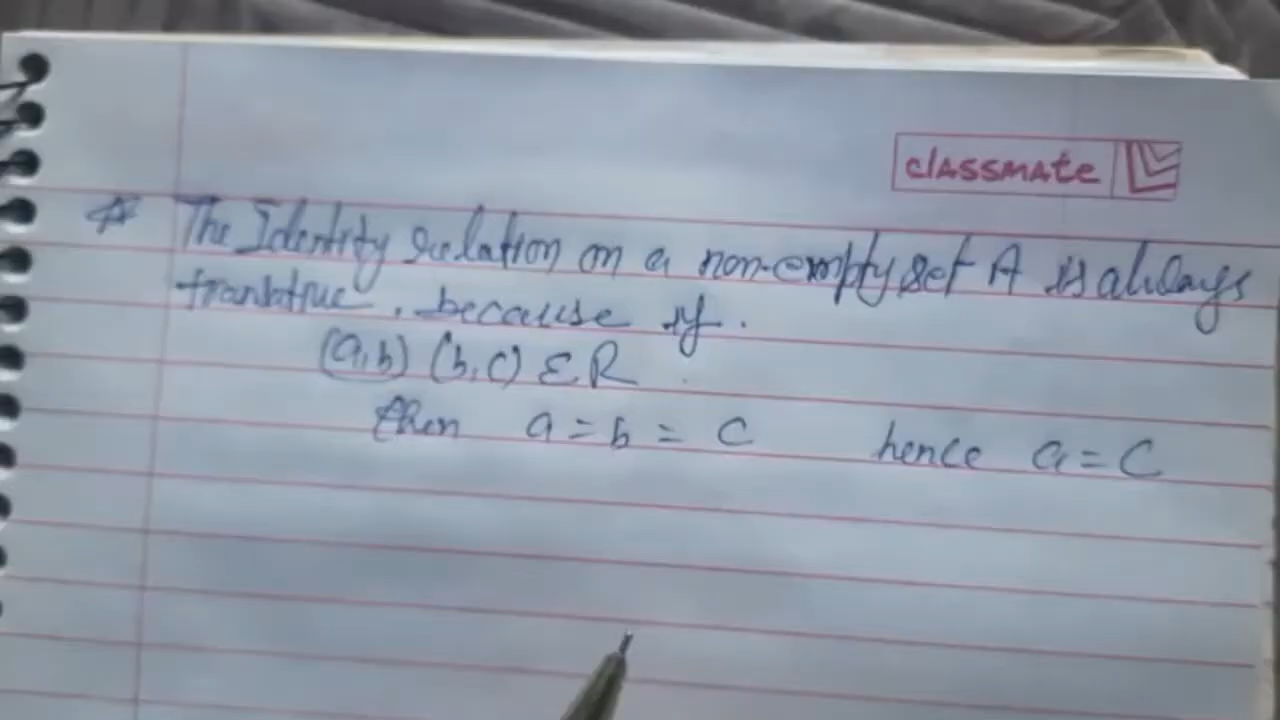 classmate
* The Identity relation on a non-empty set A is always
transitive, because if.
(a,b) (b,c) ε R
then a = b = c hence a = c